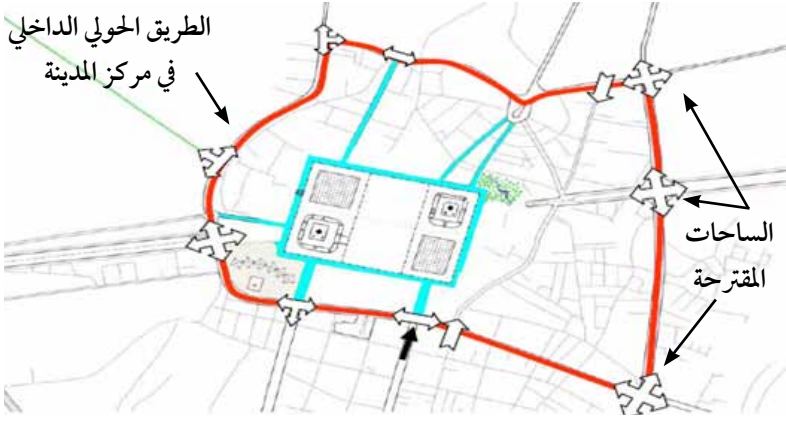 الطريق الحولي الداخلي
في مركز المدينة
الساحات
المقترحة